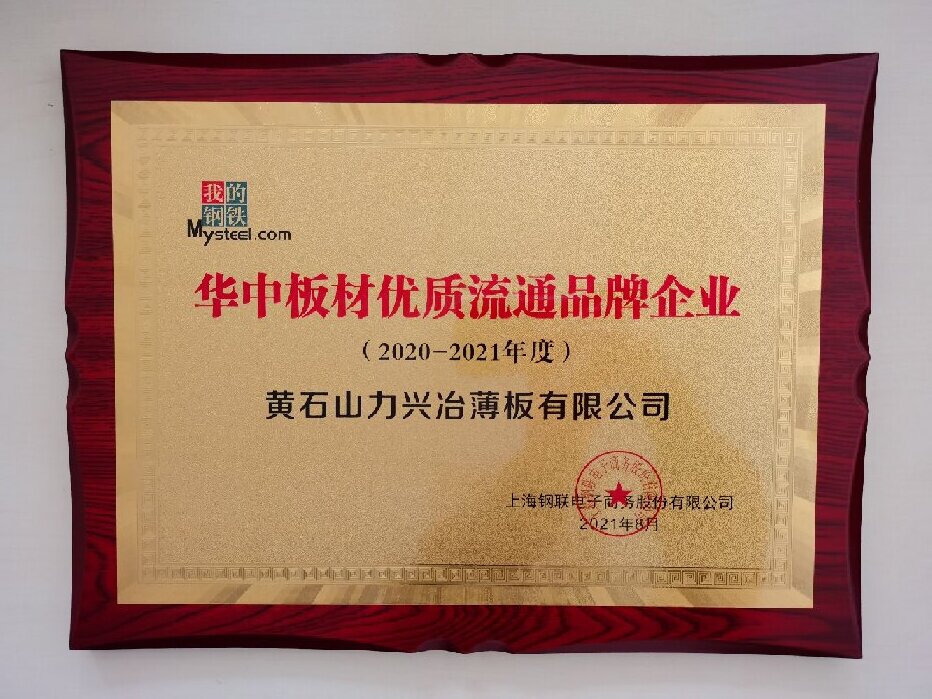 我的
钢铁
Mysteel.com
华中板材优质流通品牌企业
（2020-2021年度）
黄石山力兴冶薄板有限公司
上海钢联电子商务股份有限公司
2021年8月